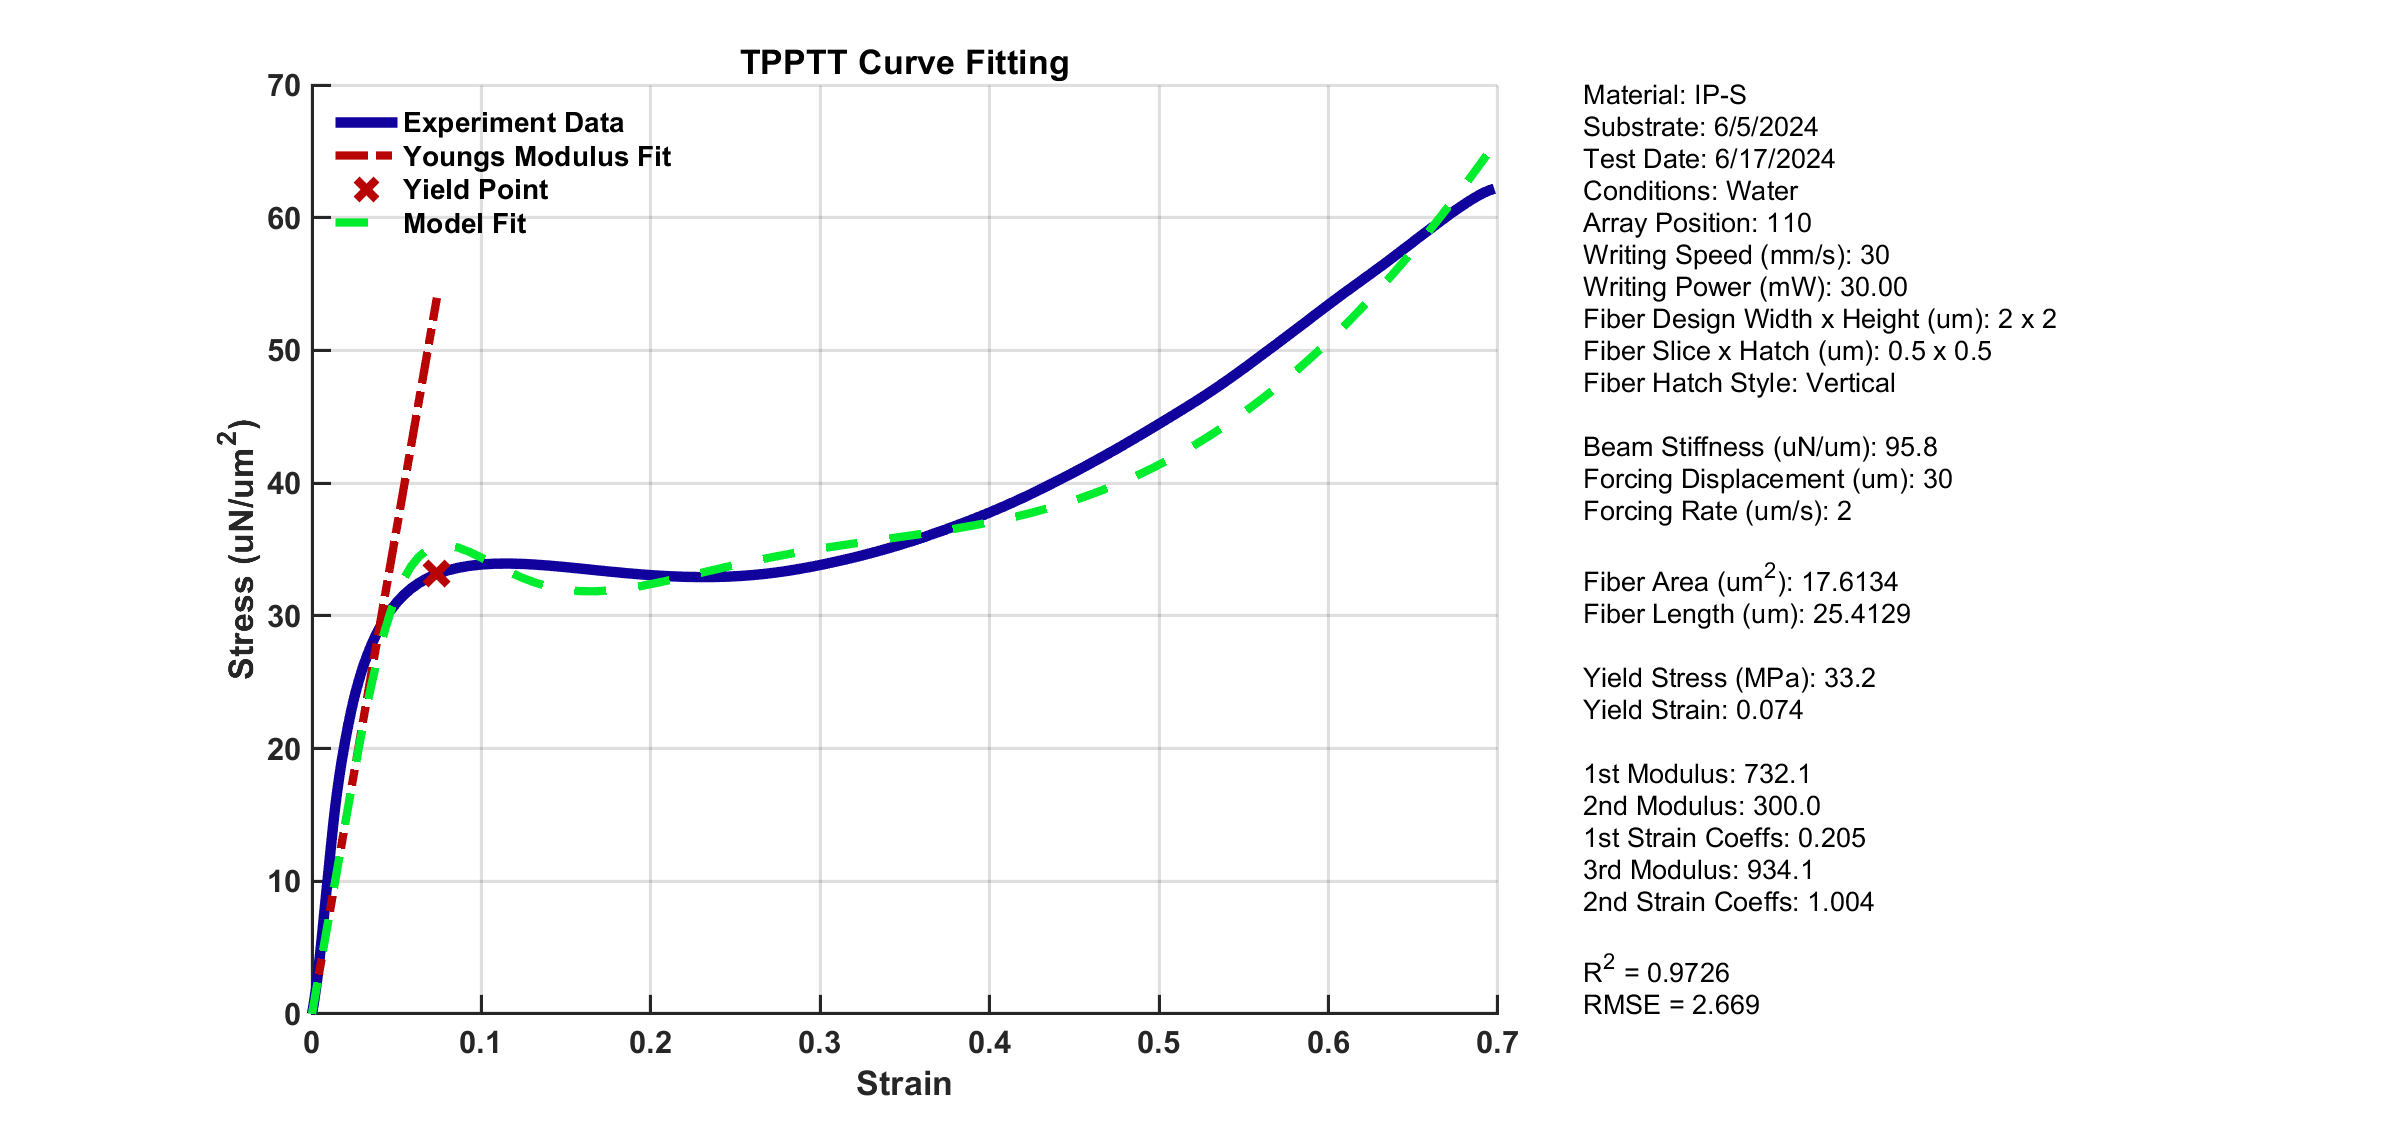 TPPTT Curve Fitting
70
60
50
40
30
20
10
0
Stress (uN/um²)
Experiment Data
Youngs Modulus Fit
Yield Point
Model Fit
0 0.1 0.2 0.3 0.4 0.5 0.6 0.7
Strain
Material: IP-S
Substrate: 6/5/2024
Test Date: 6/17/2024
Conditions: Water
Array Position: 110
Writing Speed (mm/s): 30
Writing Power (mW): 30.00
Fiber Design Width x Height (um): 2 x 2
Fiber Slice x Hatch (um): 0.5 x 0.5
Fiber Hatch Style: Vertical
Beam Stiffness (uN/um): 95.8
Forcing Displacement (um): 30
Forcing Rate (um/s): 2
Fiber Area (um²): 17.6134
Fiber Length (um): 25.4129
Yield Stress (MPa): 33.2
Yield Strain: 0.074
1st Modulus: 732.1
2nd Modulus: 300.0
1st Strain Coeffs: 0.205
3rd Modulus: 934.1
2nd Strain Coeffs: 1.004
R² = 0.9726
RMSE = 2.669